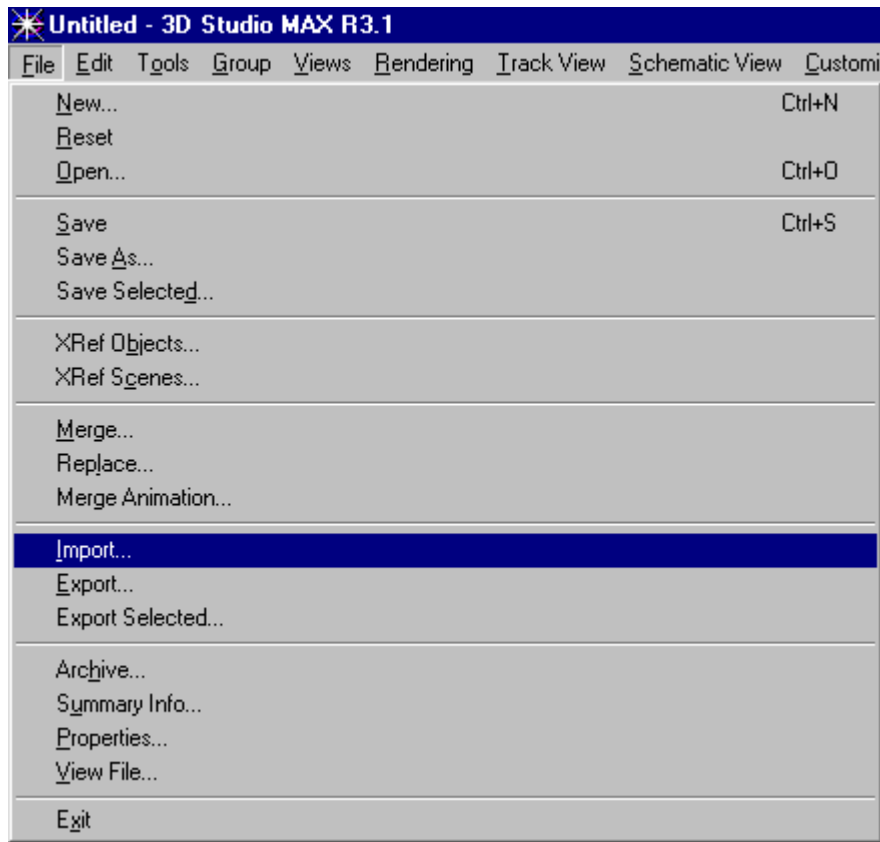 Untitled - 3D Studio MAX R3.1
File Edit Tools Group Views Rendering Track View Schematic View Customi
New... Ctrl+N
Reset
Open... Ctrl+O
Save Ctrl+S
Save As...
Save Selected...
XRef Objects...
XRef Scenes...
Merge...
Replace...
Merge Animation...
Import...
Export...
Export Selected...
Archive...
Summary Info...
Properties...
View File...
Exit